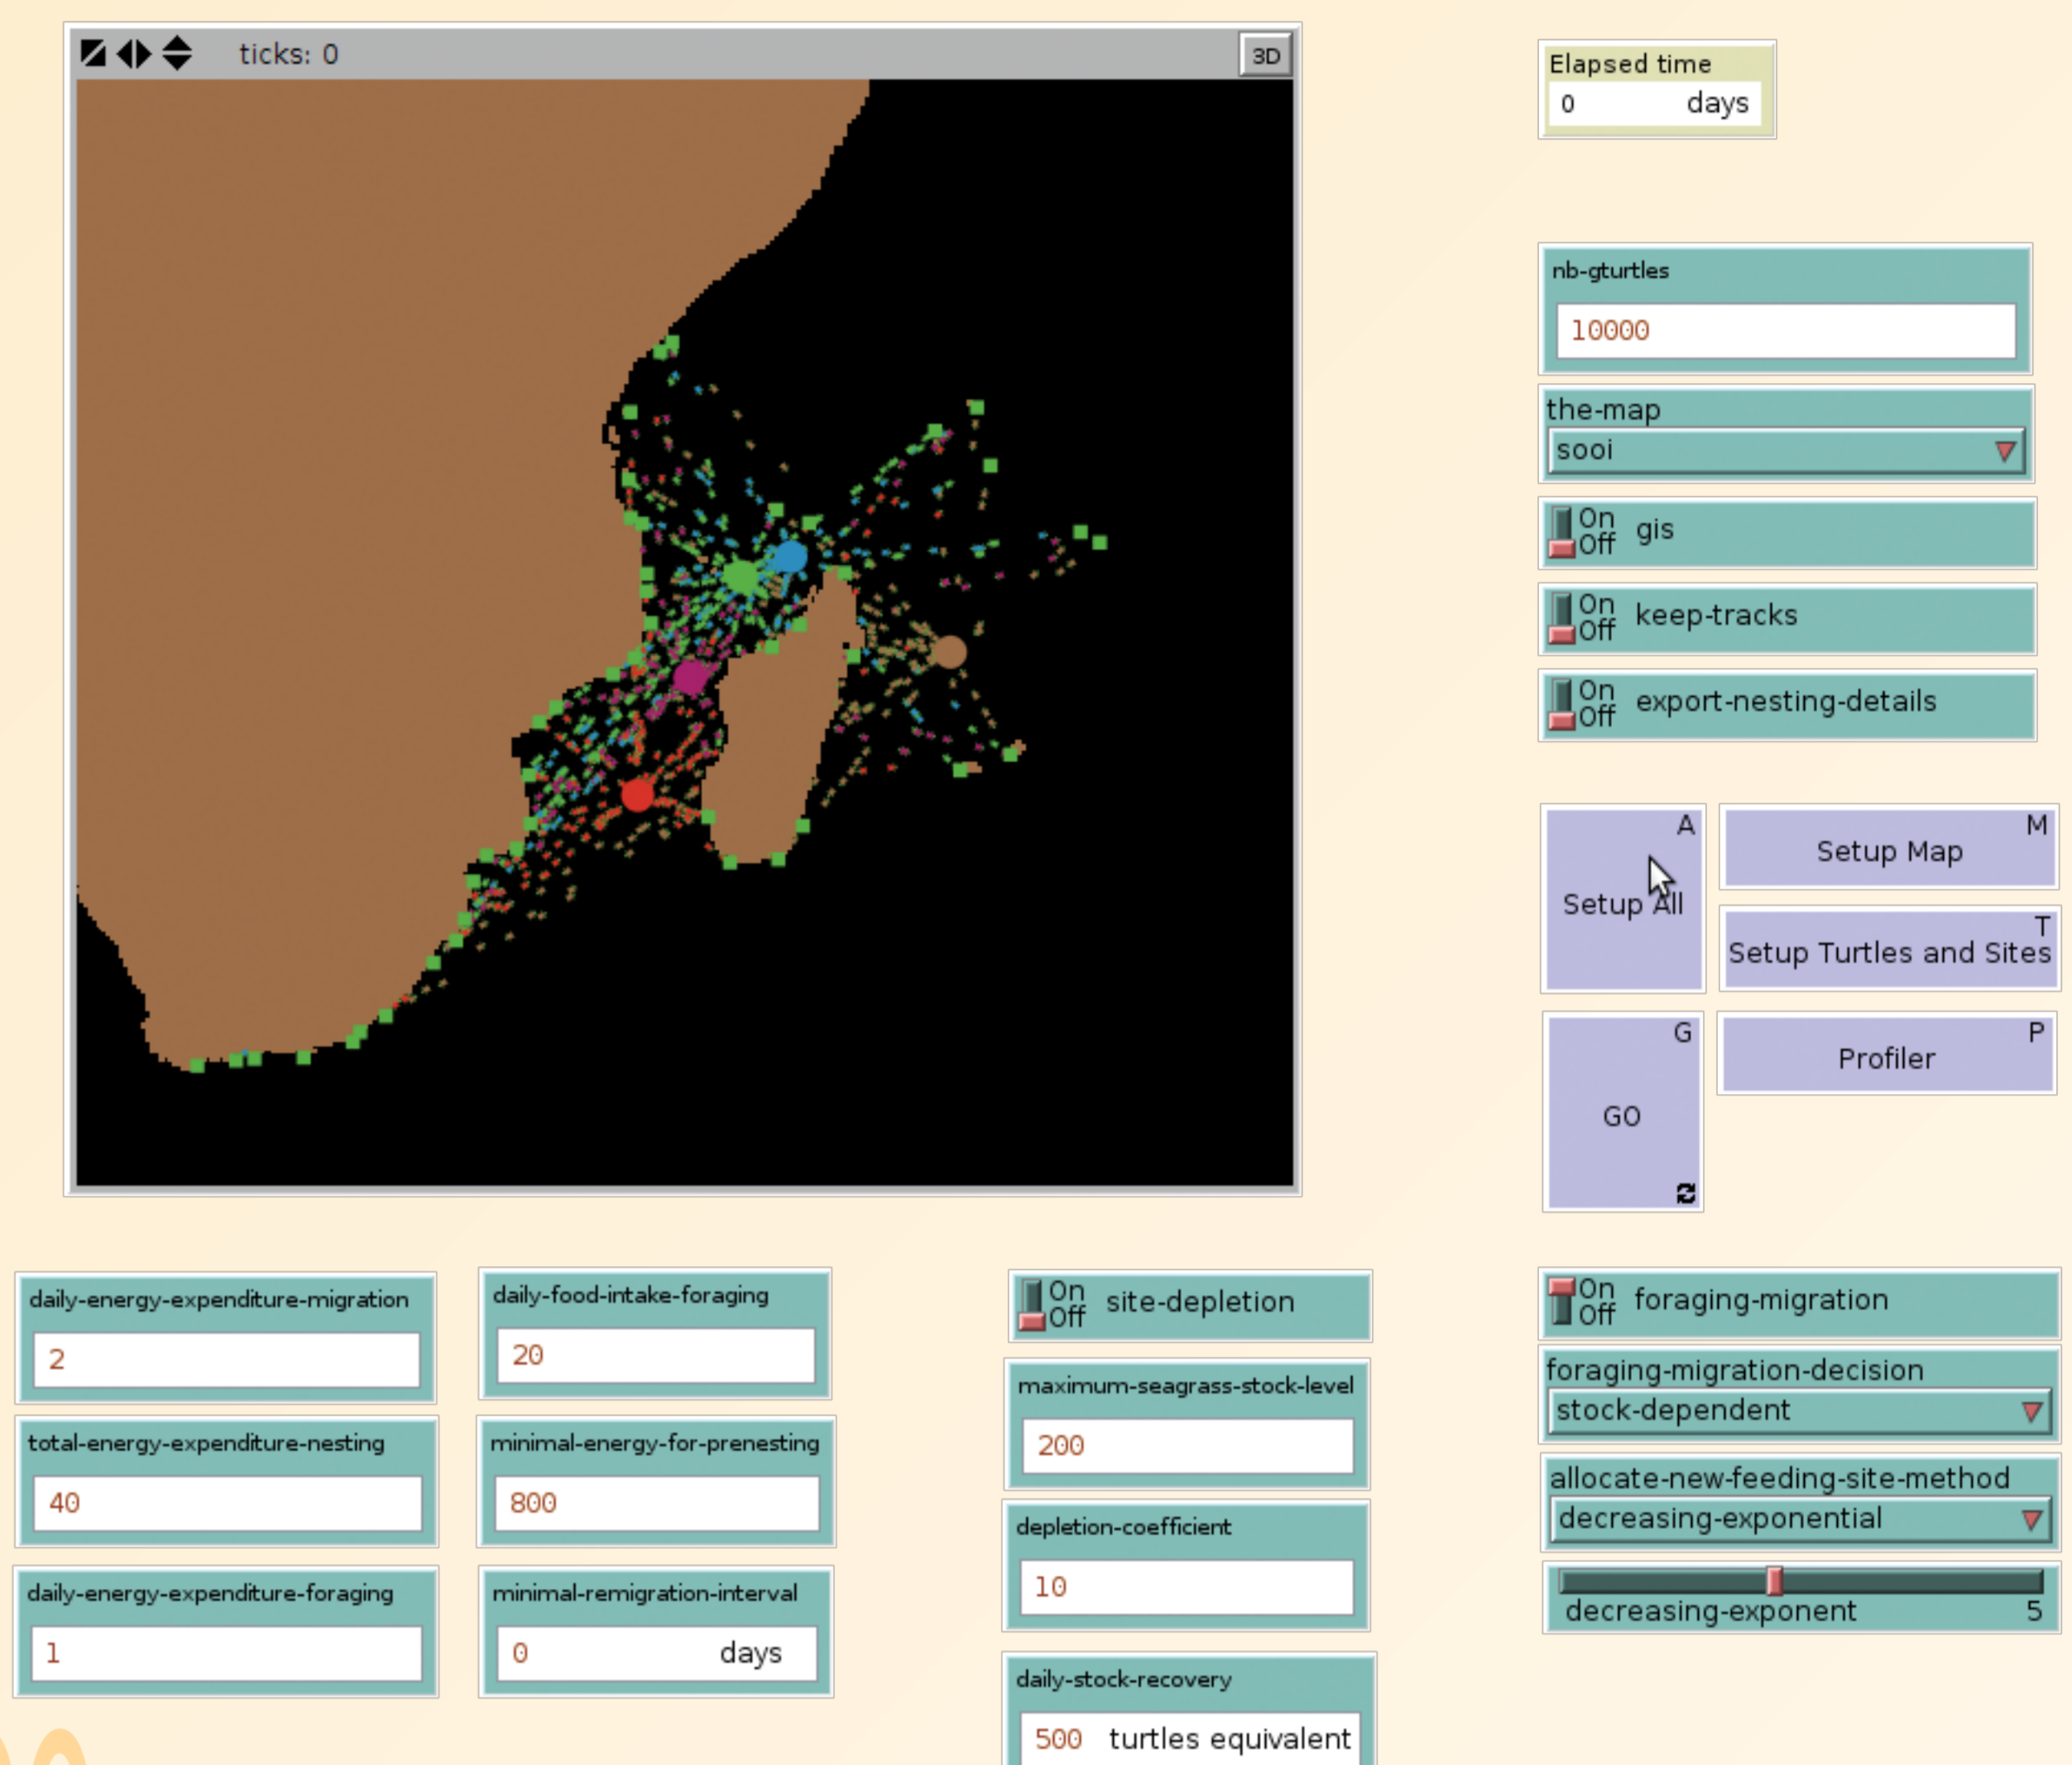 ticks: 0
3D
Elapsed time
0 days
nb-gturtles
10000
the-map
sooi
On
Off
gis
On
Off
keep-tracks
On
Off
export-nesting-details
A
Setup All
M
Setup Map
T
Setup Turtles and Sites
G
GO
P
Profiler
daily-energy-expenditure-migration
2
total-energy-expenditure-nesting
40
daily-energy-expenditure-foraging
1
daily-food-intake-foraging
20
minimal-energy-for-prenesting
800
minimal-remigration-interval
0 days
On
Off
site-depletion
maximum-seagrass-stock-level
200
depletion-coefficient
10
daily-stock-recovery
500 turtles equivalent
On
Off
foraging-migration
foraging-migration-decision
stock-dependent
allocate-new-feeding-site-method
decreasing-exponential
decreasing-exponent 5